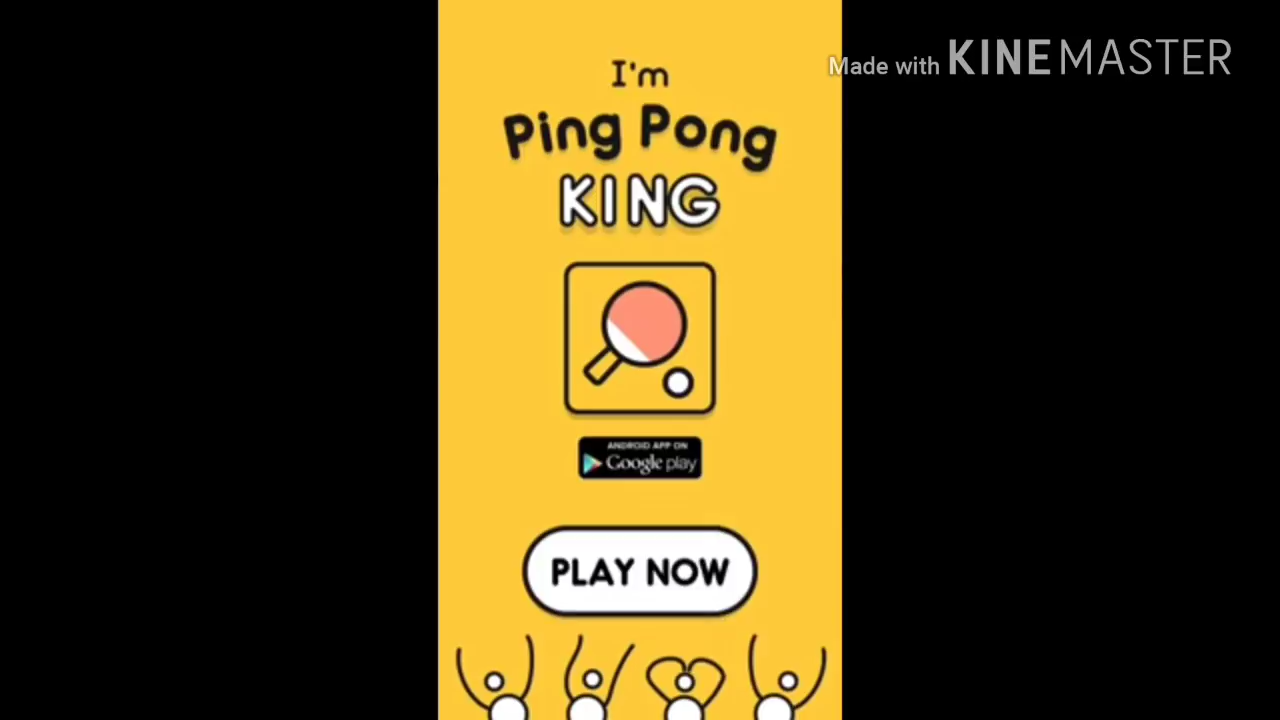 Made with KINEMASTER
I'm
Ping Pong
KING
ANDROID APP ON
Google play
PLAY NOW